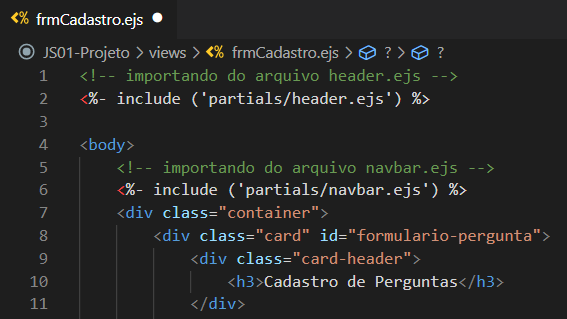 frmCadastro.ejs
JS01-Projeto > views > frmCadastro.ejs > ? > ?
1 <!-- importando do arquivo header.ejs -->
2 <%- include ('partials/header.ejs') %>
3
4 <body>
5 <!-- importando do arquivo navbar.ejs -->
6 <%- include ('partials/navbar.ejs') %>
7 <div class="container">
8 <div class="card" id="formulario-pergunta">
9 <div class="card-header">
10 <h3>Cadastro de Perguntas</h3>
11 </div>